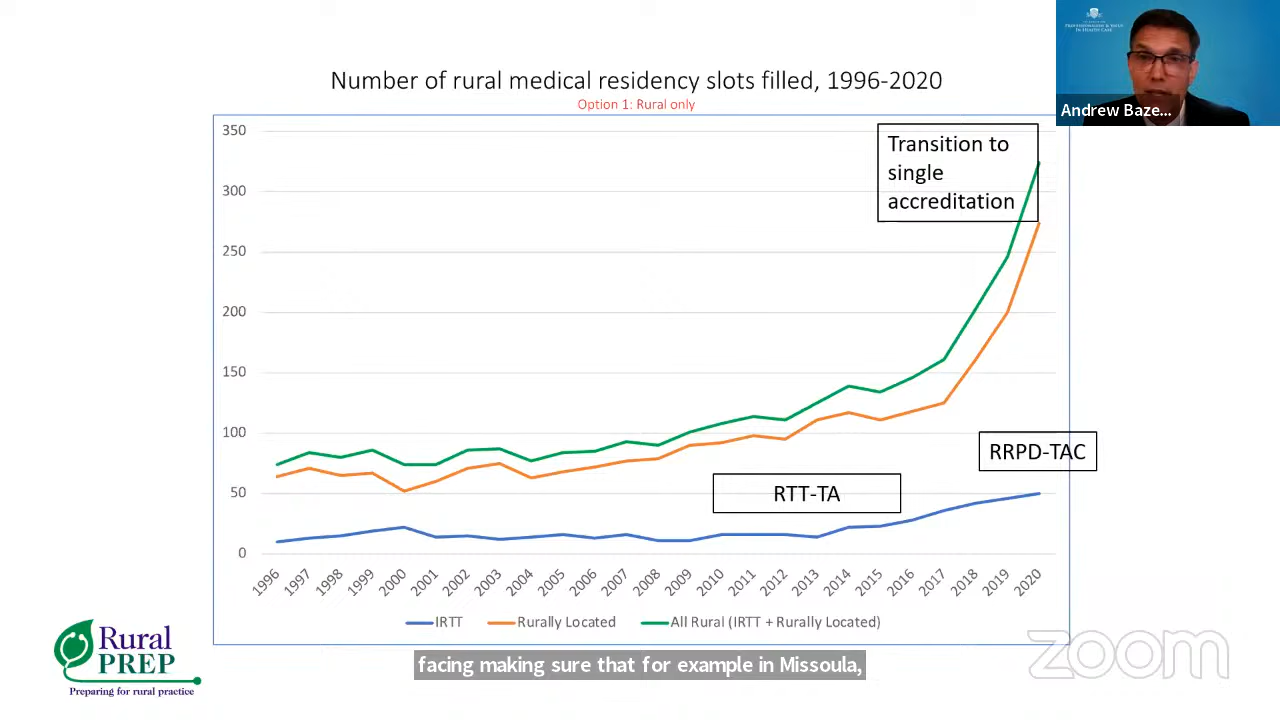 Number of rural medical residency slots filled, 1996-2020
Option 1: Rural only
350
300
250
200
150
100
50
0
Transition to
single
accreditation
RRPD-TAC
RTT-TA
1996
1997
1998
1999
2000
2001
2002
2003
2004
2005
2006
2007
2008
2009
2010
2011
2012
2013
2014
2015
2016
2017
2018
2019
2020
IRTT
Rurally Located
All Rural (IRTT + Rurally Located)
Andrew Baze...
Rural
PREP
Preparing for rural practice
facing making sure that for example in Missoula,
zoom